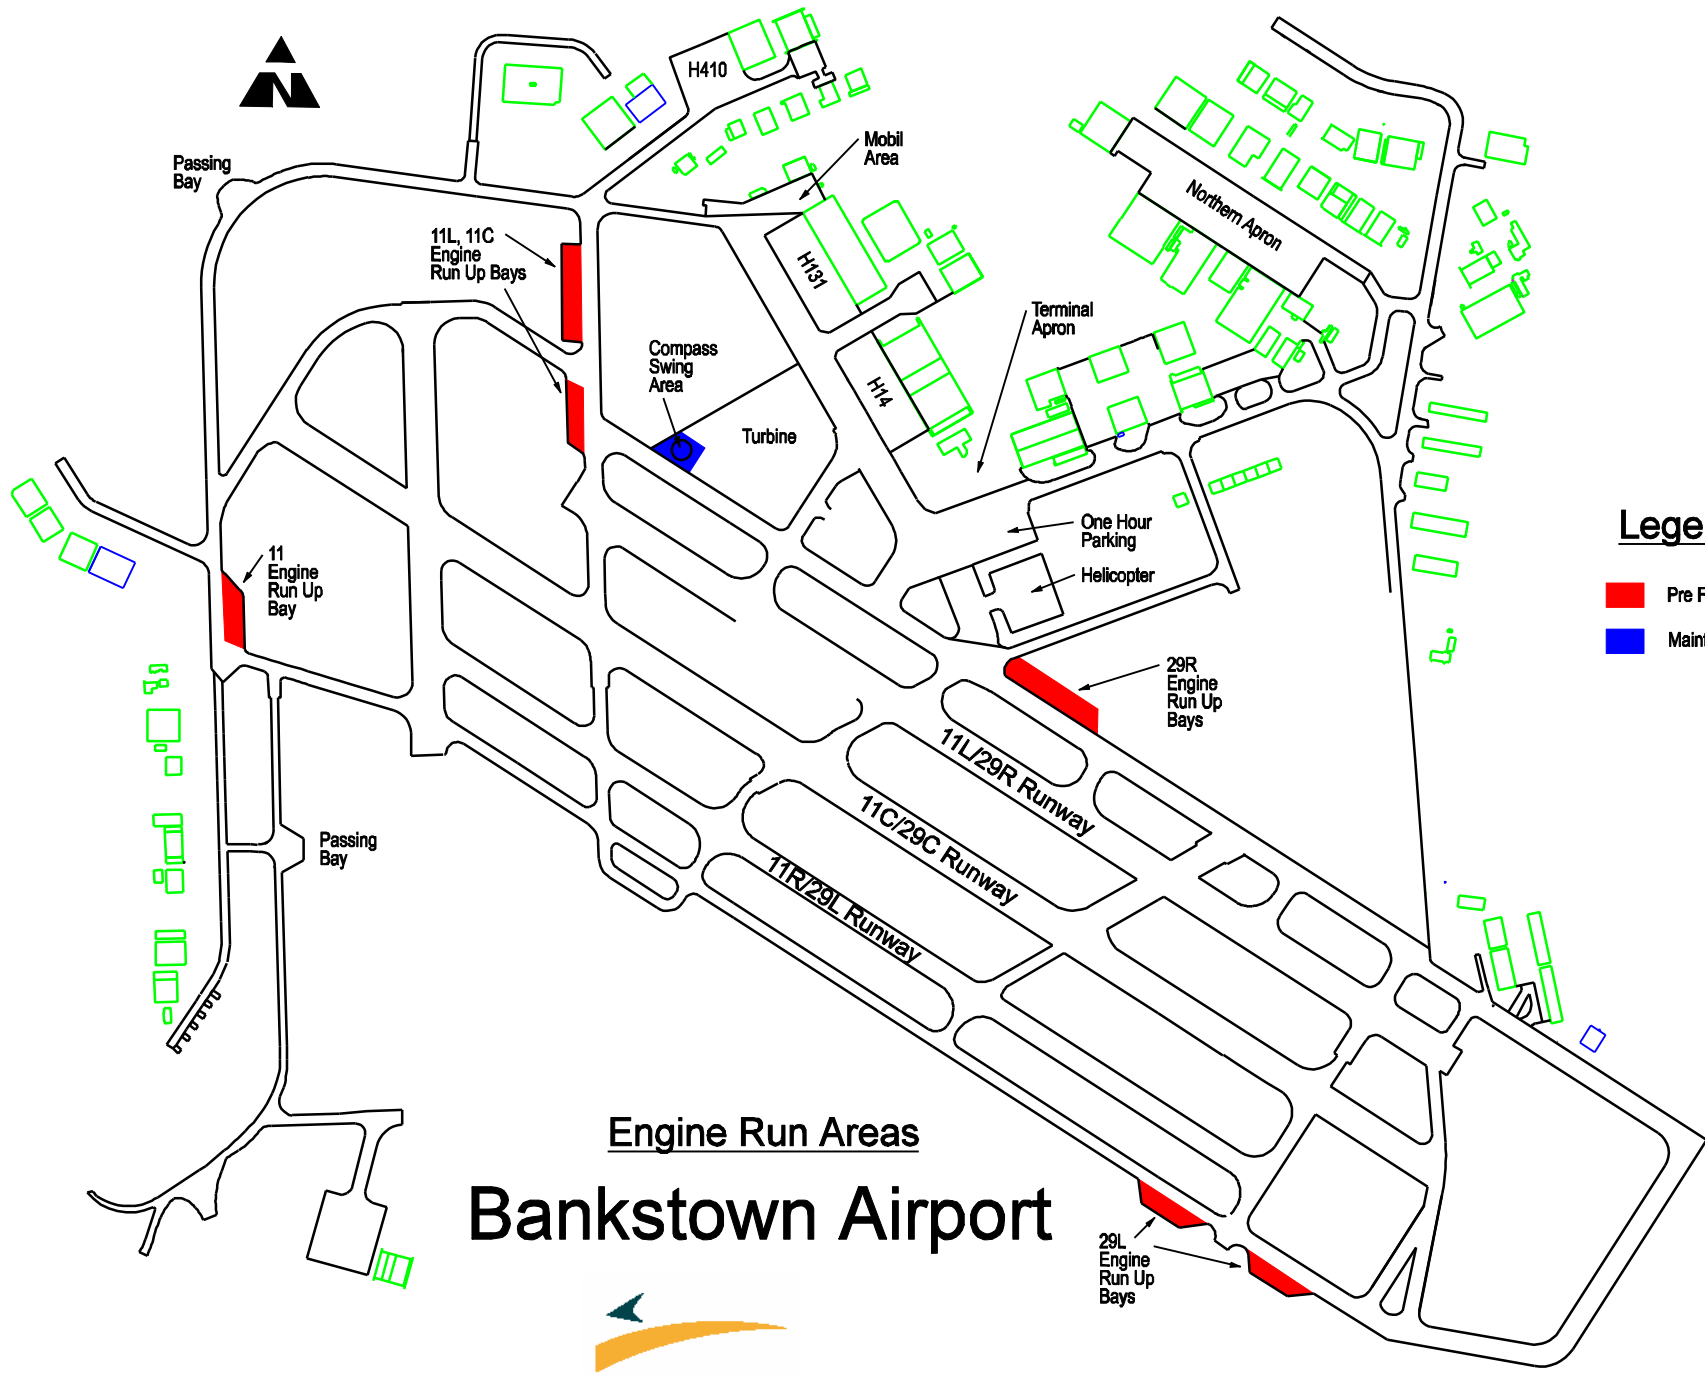 H410
Mobil
Area
Passing
Bay
Northern Apron
11L, 11C
Engine
Run Up Bays
H131
Terminal
Apron
Compass
Swing
Area
H14
Turbine
One Hour
Parking
Helicopter
11
Engine
Run Up
Bay
Lege
Pre F
Main
29R
Engine
Run Up
Bays
11L/29R Runway
11C/29C Runway
11R/29L Runway
Passing
Bay
Engine Run Areas
Bankstown Airport
29L
Engine
Run Up
Bays
N